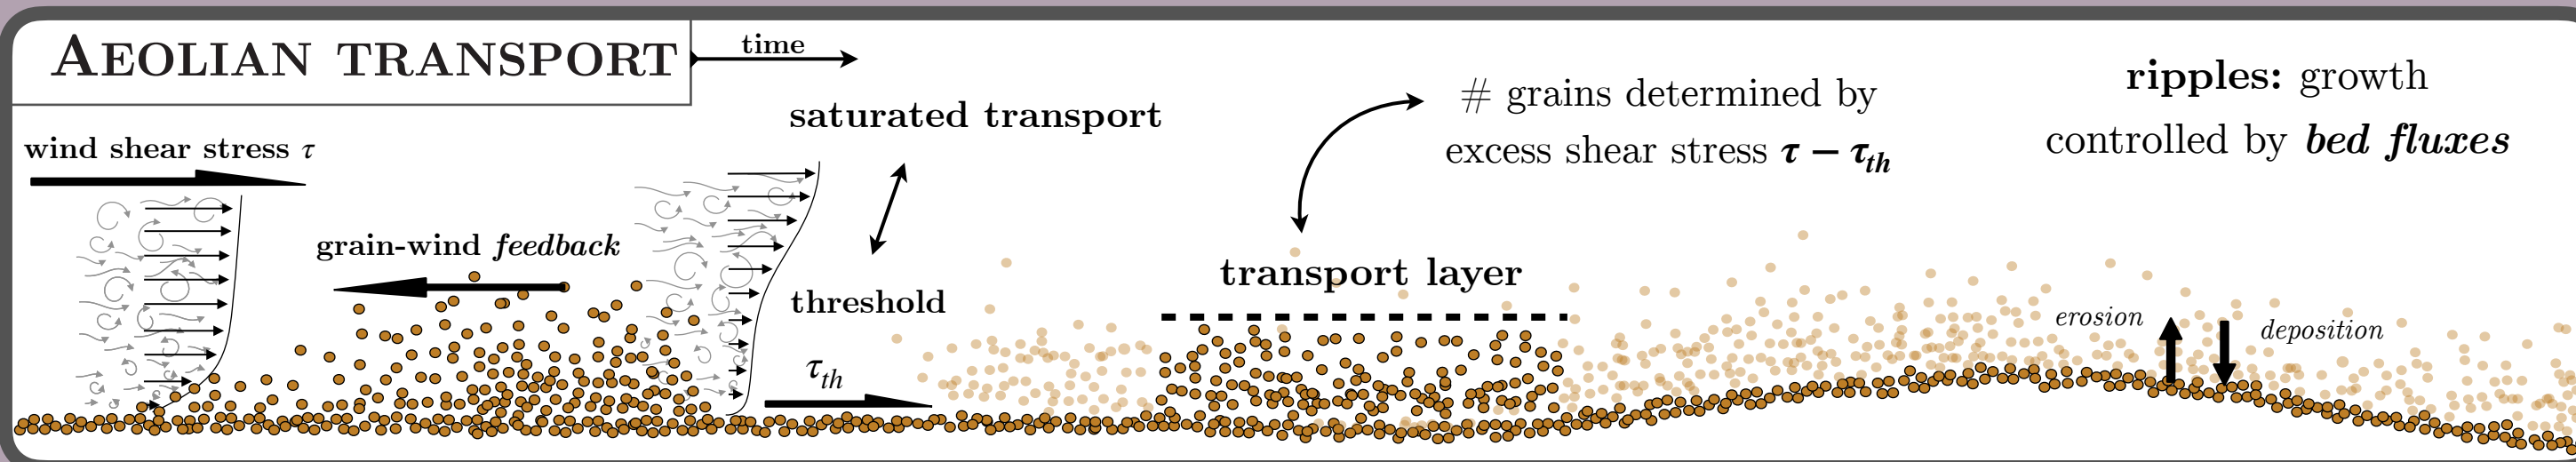 AEOLIAN TRANSPORT
time
wind shear stress τ
grain-wind feedback
saturated transport
threshold
τth
# grains determined by
excess shear stress τ − τth
transport layer
ripples: growth
controlled by bed fluxes
erosion
deposition